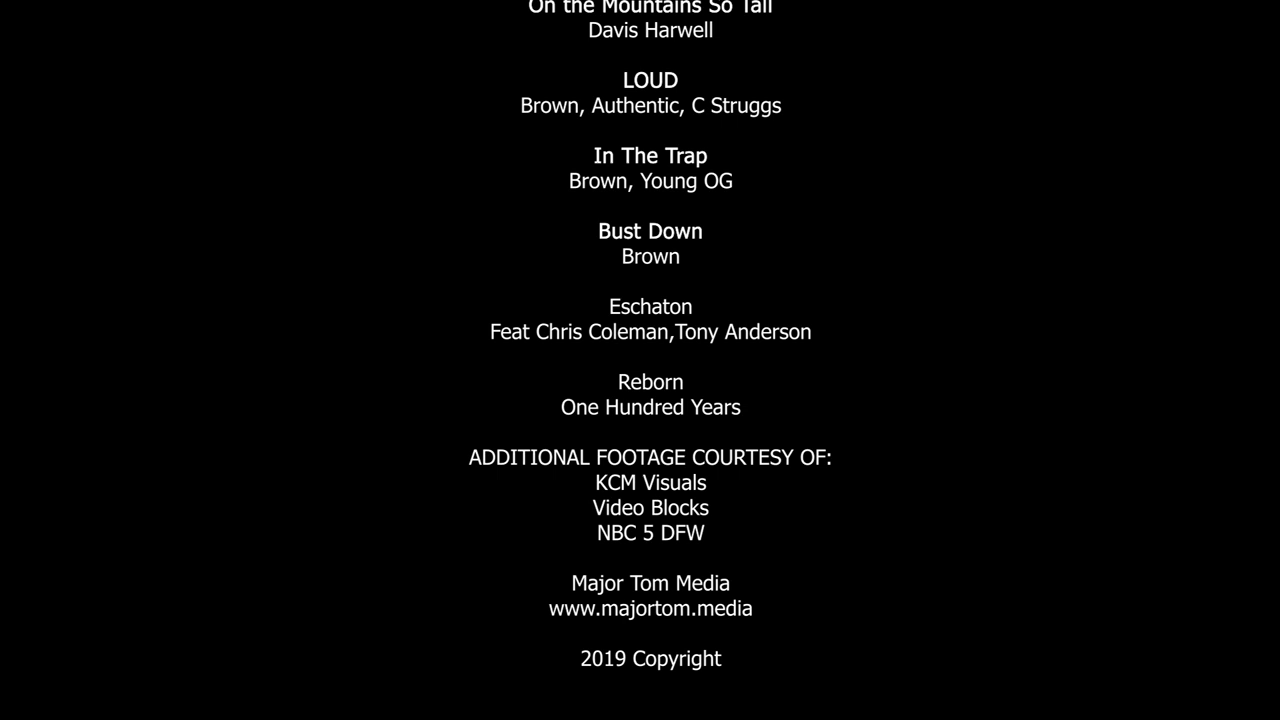 On the Mountains So Tall
Davis Harwell
LOUD
Brown, Authentic, C Struggs
In The Trap
Brown, Young OG
Bust Down
Brown
Eschaton
Feat Chris Coleman,Tony Anderson
Reborn
One Hundred Years
ADDITIONAL FOOTAGE COURTESY OF:
KCM Visuals
Video Blocks
NBC 5 DFW
Major Tom Media
www.majortom.media
2019 Copyright